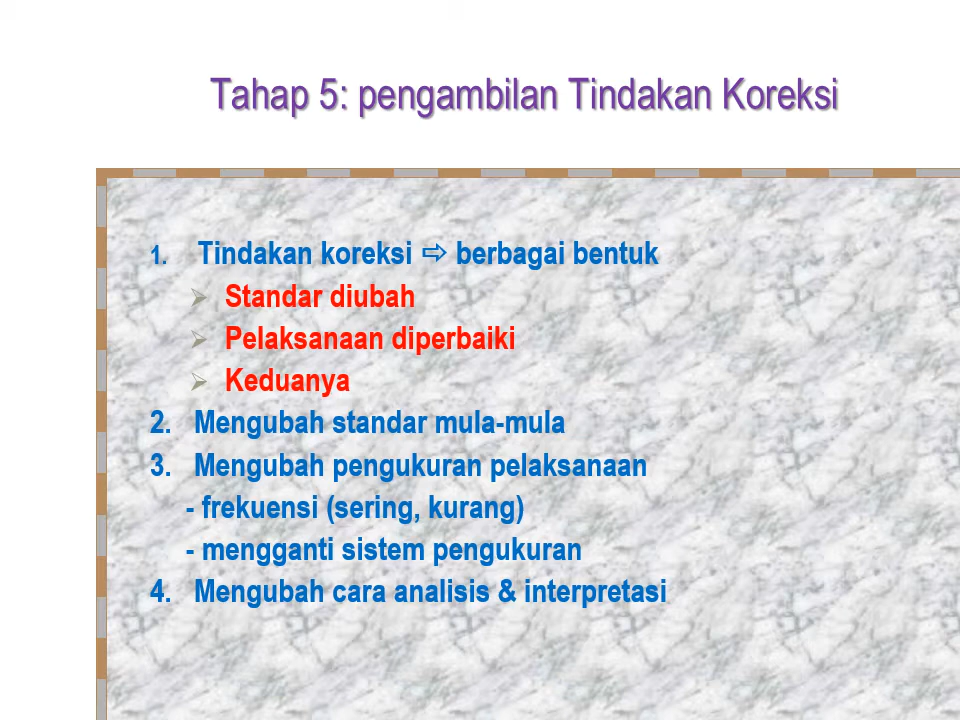 Tahap 5: pengambilan Tindakan Koreksi
1. Tindakan koreksi ⇨ berbagai bentuk
➢ Standar diubah
➢ Pelaksanaan diperbaiki
➢ Keduanya
2. Mengubah standar mula-mula
3. Mengubah pengukuran pelaksanaan
- frekuensi (sering, kurang)
- mengganti sistem pengukuran
4. Mengubah cara analisis & interpretasi